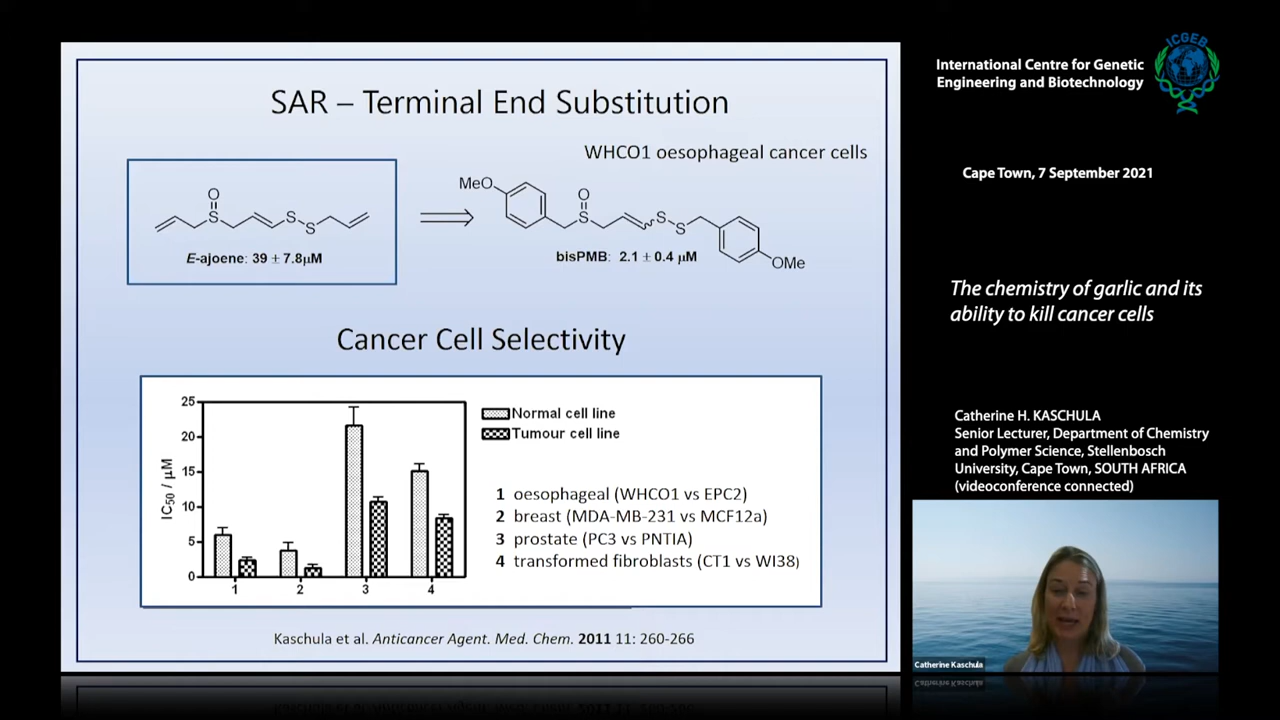 SAR – Terminal End Substitution
WHCO1 oesophageal cancer cells
O
S
S
S
E-ajoene: 39 ± 7.8µM
MeO
O
S
S
S
OMe
bisPMB: 2.1 ± 0.4 µM
Cancer Cell Selectivity
25
20
15
10
5
0
IC50 / µM
1
2
3
4
Normal cell line
Tumour cell line
1 oesophageal (WHCO1 vs EPC2)
2 breast (MDA-MB-231 vs MCF12a)
3 prostate (PC3 vs PNTIA)
4 transformed fibroblasts (CT1 vs WI38)
Kaschula et al. Anticancer Agent. Med. Chem. 2011 11: 260-266
International Centre for Genetic
Engineering and Biotechnology
ICGEB
Cape Town, 7 September 2021
The chemistry of garlic and its
ability to kill cancer cells
Catherine H. KASCHULA
Senior Lecturer, Department of Chemistry
and Polymer Science, Stellenbosch
University, Cape Town, SOUTH AFRICA
(videoconference connected)
Catherine Kaschula